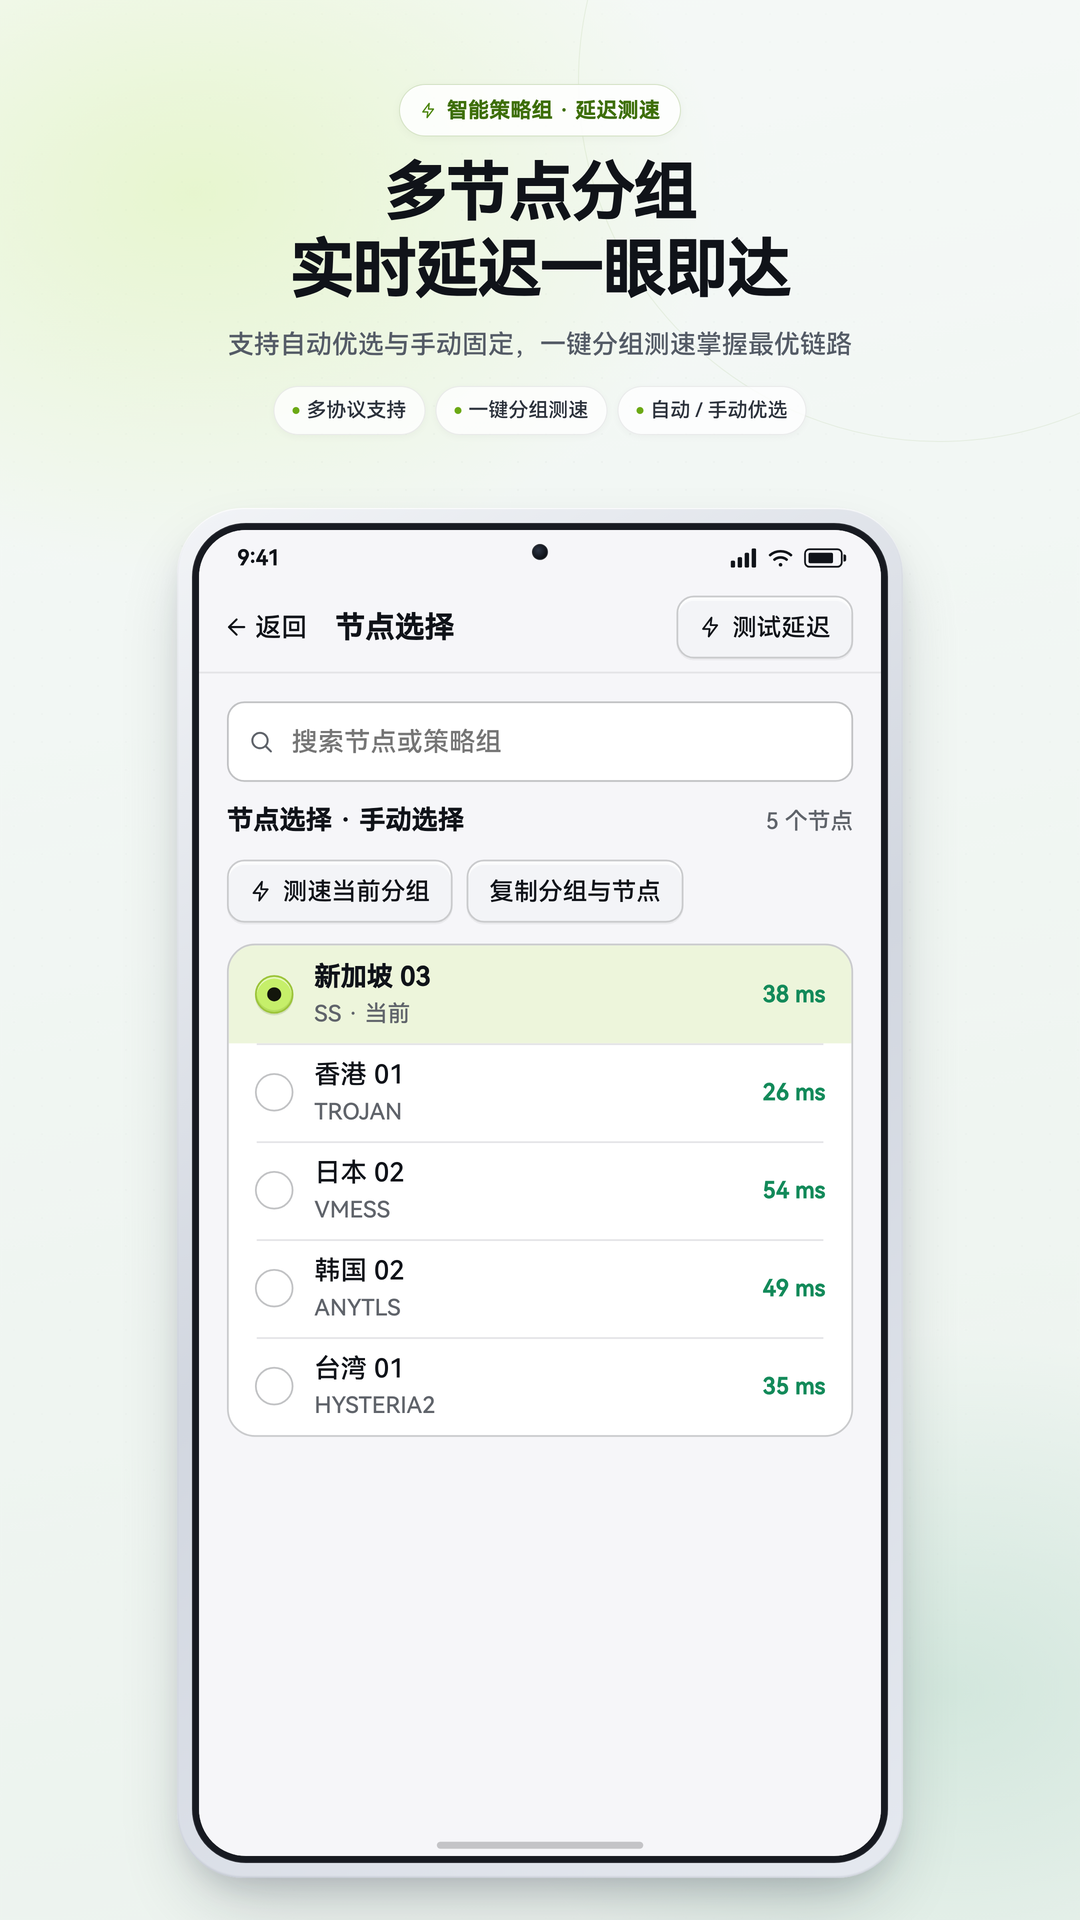 智能策略组 · 延迟测速
多节点分组
实时延迟一眼即达
支持自动优选与手动固定，一键分组测速掌握最优链路
多协议支持
一键分组测速
自动 / 手动优选
9:41
返回
节点选择
测试延迟
搜索节点或策略组
节点选择 · 手动选择
5 个节点
测速当前分组
复制分组与节点
新加坡 03
38 ms
SS · 当前
香港 01
26 ms
TROJAN
日本 02
54 ms
VMESS
韩国 02
49 ms
ANYTLS
台湾 01
35 ms
HYSTERIA2